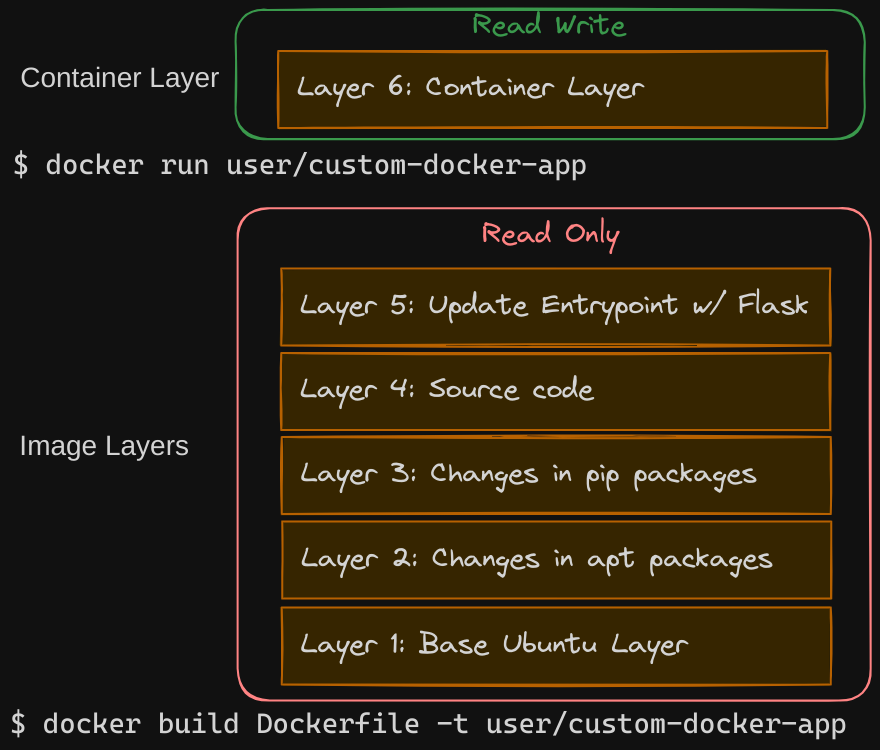 Read Write
Container Layer
Layer 6: Container Layer
$ docker run user/custom-docker-app
Read Only
Layer 5: Update Entrypoint w/ Flask
Layer 4: Source code
Image Layers
Layer 3: Changes in pip packages
Layer 2: Changes in apt packages
Layer 1: Base Ubuntu Layer
$ docker build Dockerfile -t user/custom-docker-app